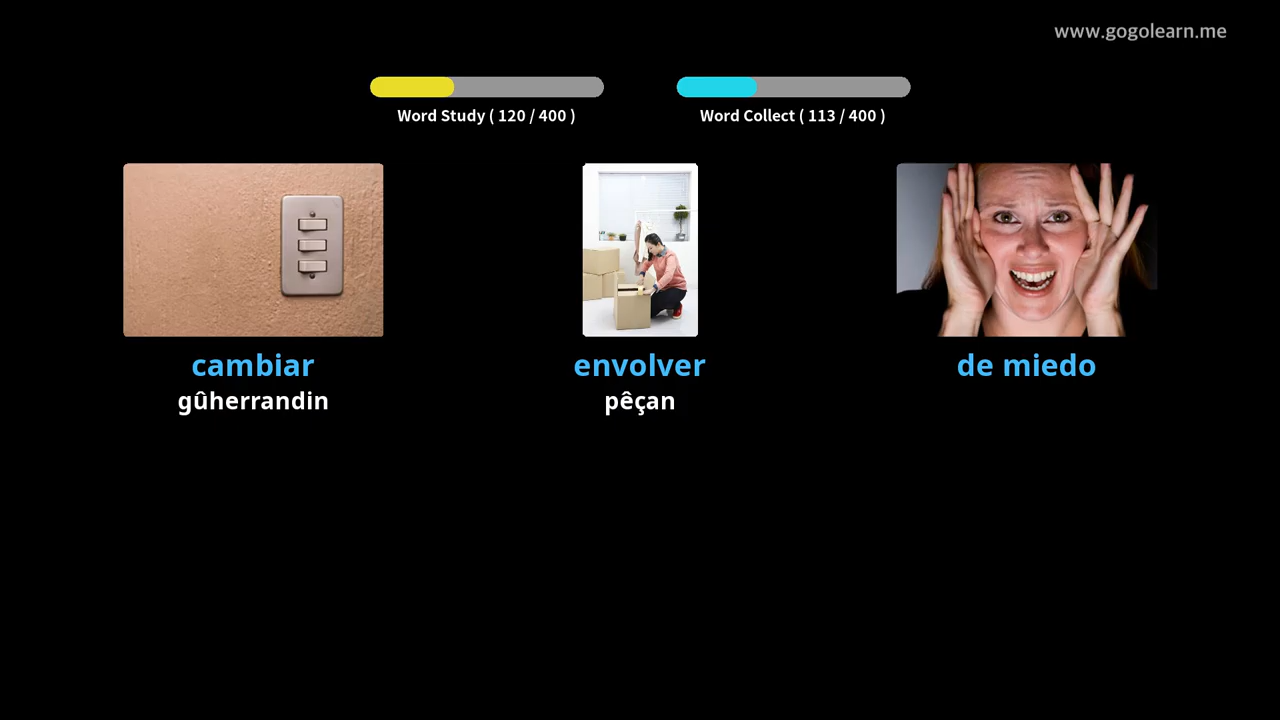 www.gogolearn.me
Word Study ( 120 / 400 )
Word Collect ( 113 / 400 )
cambiar
gûherrandin
envolver
pêçan
de miedo